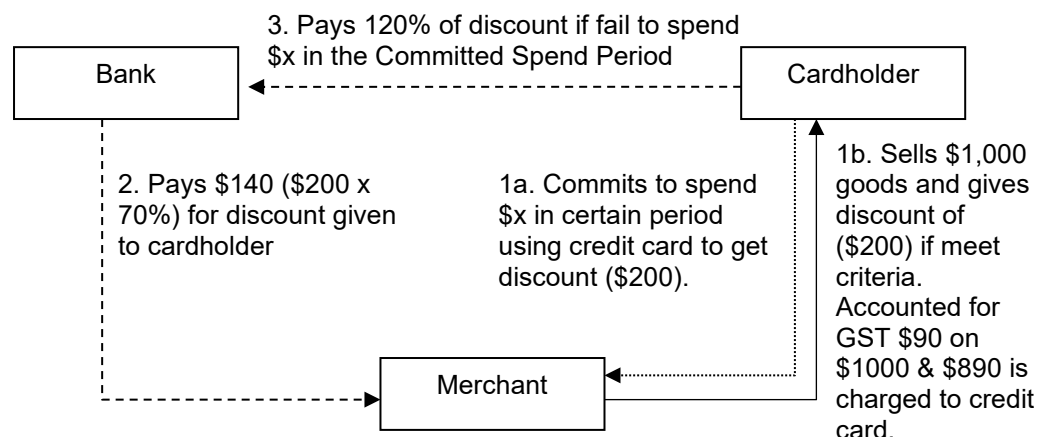 3. Pays 120% of discount if fail to spend
$x in the Committed Spend Period
Bank
Cardholder
2. Pays $140 ($200 x
70%) for discount given
to cardholder
1a. Commits to spend
$x in certain period
using credit card to get
discount ($200).
1b. Sells $1,000
goods and gives
discount of
($200) if meet
criteria.
Accounted for
GST $90 on
$1000 & $890 is
charged to credit
card.
Merchant